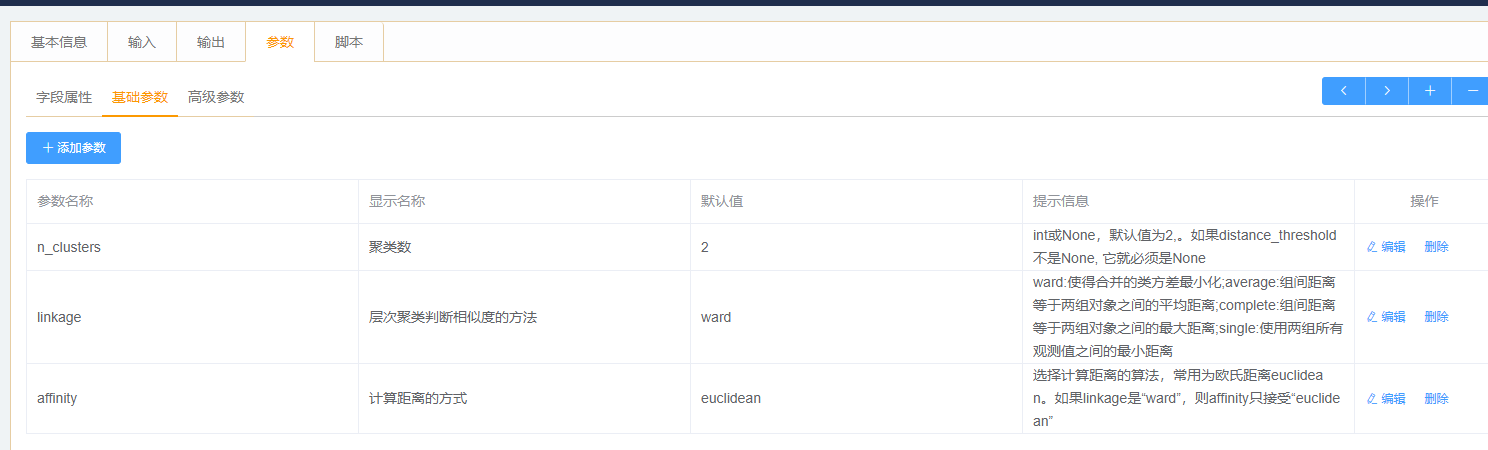 基本信息 输入 输出 参数 脚本
字段属性 基础参数 高级参数
添加参数
参数名称 显示名称 默认值 提示信息 操作
n_clusters 聚类数 2 int或None，默认值为2,。如果distance_threshold
不是None, 它就必须是None
编辑 删除
linkage 层次聚类判断相似度的方法 ward ward:使得合并的类方差最小化;average:组间距离
等于两组对象之间的平均距离;complete:组间距离
等于两组对象之间的最大距离;single:使用两组所有
观测值之间的最小距离
编辑 删除
affinity 计算距离的方式 euclidean 选择计算距离的算法，常用为欧氏距离euclidea
n。如果linkage是“ward”，则affinity只接受“euclide
an”
编辑 删除